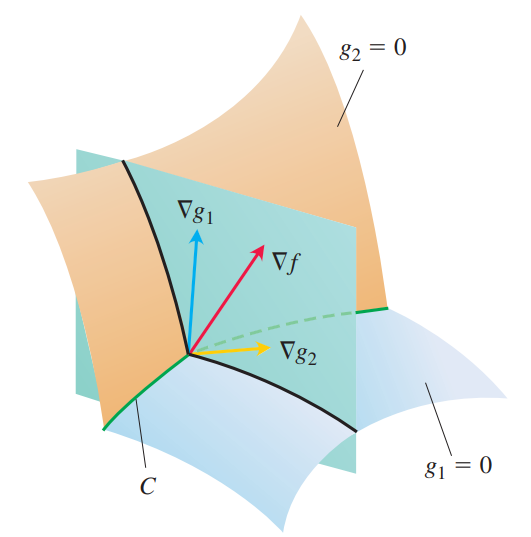 g₂ = 0
∇g₁
∇f
∇g₂
g₁ = 0
C